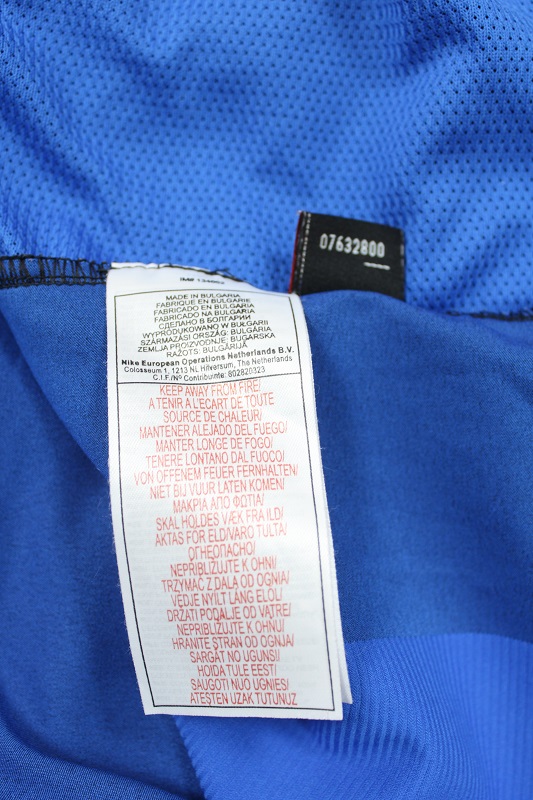 07632800
MADE IN BULGARIA
FABRIQUE EN BULGARIE
FABRICADO EN BULGARIA
FABRICADO NA BULGARIA
СДЕЛАНО В БОЛГАРИИ
WYPRODUKOWANO W BUŁGARII
SZÁRMAZÁSI ORSZÁG: BULGÁRIA
ZEMLJA PROIZVODNJE: BUGARSKA
RAŽOTS: BULGĀRIJĀ
Nike European Operations Netherlands B.V.
Colosseum 1, 1213 NL Hilversum, The Netherlands
C.I.F/Nº Contribuinte: 802820323
KEEP AWAY FROM FIRE/
A TENIR A L'ECART DE TOUTE
SOURCE DE CHALEUR/
MANTENER ALEJADO DEL FUEGO/
MANTER LONGE DE FOGO/
TENERE LONTANO DAL FUOCO/
VON OFFENEM FEUER FERNHALTEN/
NIET BIJ VUUR LATEN KOMEN/
ΜΑΚΡΙΑ ΑΠΟ ΦΩΤΙΑ/
SKAL HOLDES VÆK FRA ILD/
AKTAS FÖR ELD/VARO TULTA/
ОГНЕОПАСНО/
NEPRIBLIŽUJTE K OHNI/
TRZYMAĆ Z DALA OD OGNIA/
VÉDJE NYÍLT LÁNG ELŐL/
DRŽATI PODALJE OD VATRE/
NEPRIBLIŽUJTE K OHNU/
HRANITE STRAN OD OGNJA/
SARGĀT NO UGUNS/
HOIDA TULE EEST/
SAUGOTI NUO UGNIES/
ATEŞTEN UZAK TUTUNUZ